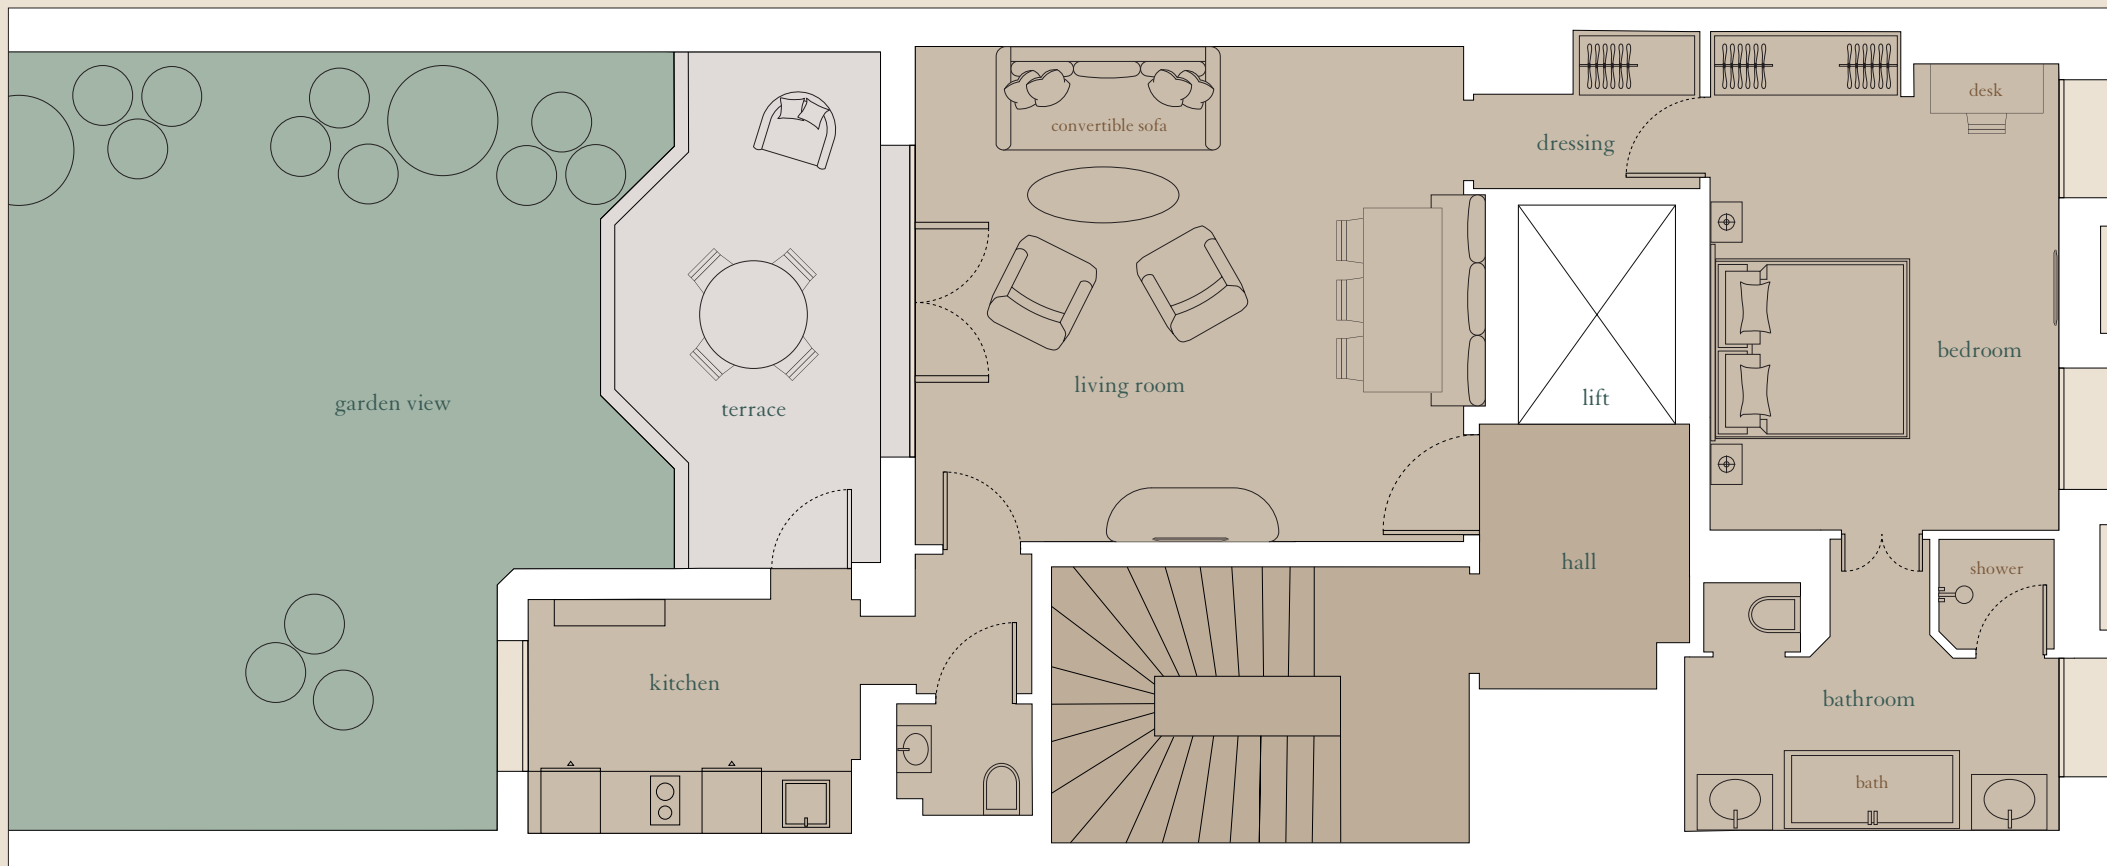 desk
convertible sofa
dressing
bedroom
living room
lift
garden view
terrace
hall
shower
kitchen
bathroom
bath